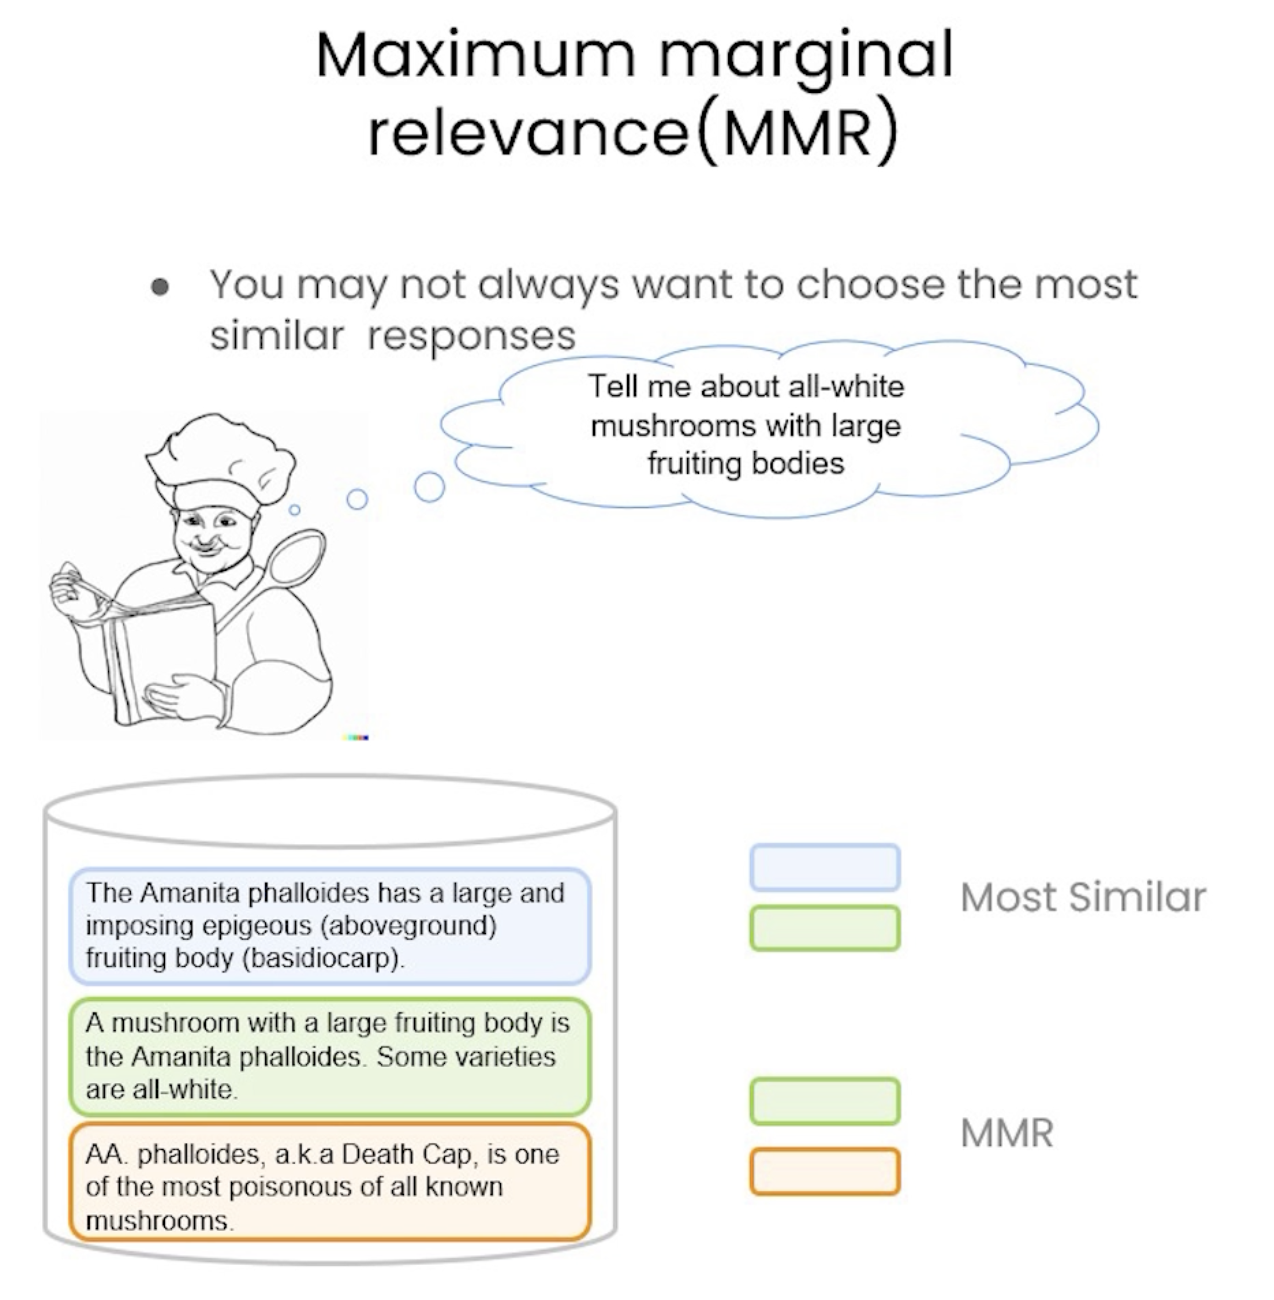 Maximum marginal
relevance(MMR)
● You may not always want to choose the most
similar responses
Tell me about all-white
mushrooms with large
fruiting bodies
The Amanita phalloides has a large and
imposing epigeous (aboveground)
fruiting body (basidiocarp).
A mushroom with a large fruiting body is
the Amanita phalloides. Some varieties
are all-white.
AA. phalloides, a.k.a Death Cap, is one
of the most poisonous of all known
mushrooms.
Most Similar
MMR